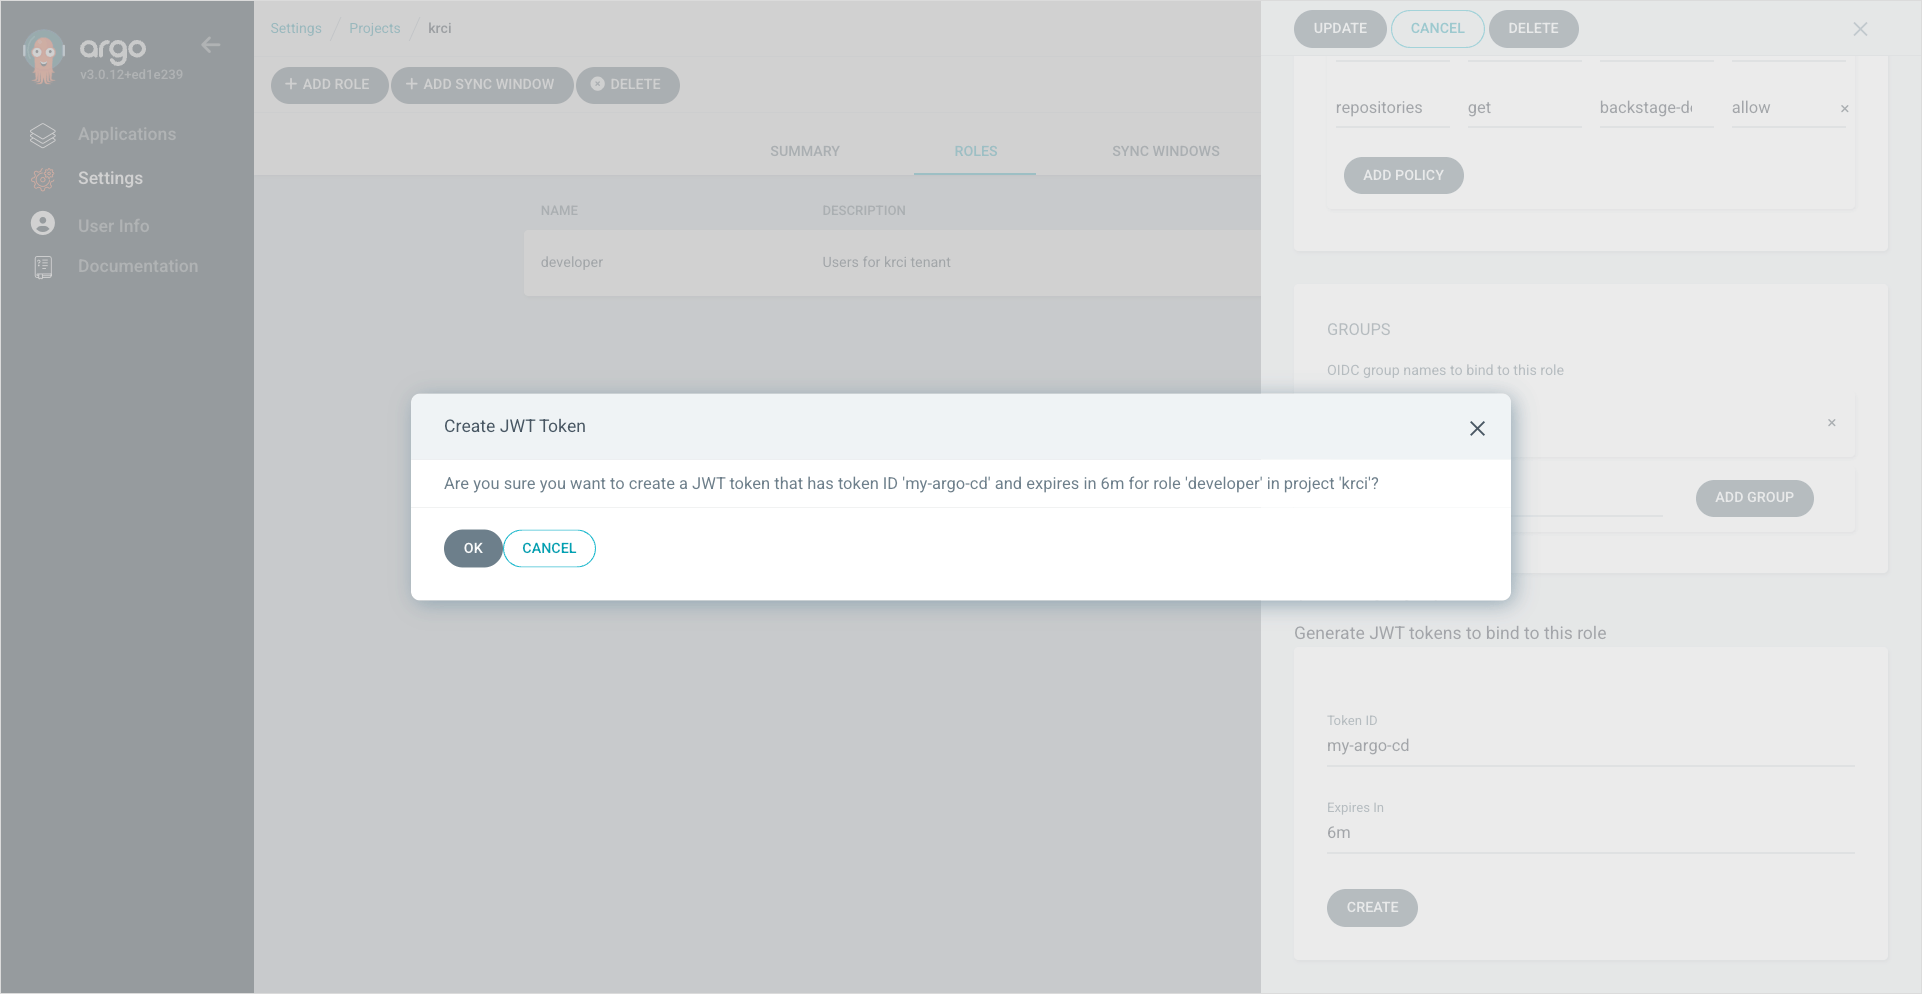 argo
v3.0.12+ed1e239
Applications
Settings
User Info
Documentation
Settings / Projects / krci
+ ADD ROLE + ADD SYNC WINDOW DELETE
SUMMARY ROLES SYNC WINDOWS
NAME DESCRIPTION
developer Users for krci tenant
UPDATE CANCEL DELETE
repositories get backstage-de allow ×
ADD POLICY
GROUPS
OIDC group names to bind to this role
×
ADD GROUP
Create JWT Token
Are you sure you want to create a JWT token that has token ID 'my-argo-cd' and expires in 6m for role 'developer' in project 'krci'?
OK CANCEL
Generate JWT tokens to bind to this role
Token ID
my-argo-cd
Expires In
6m
CREATE